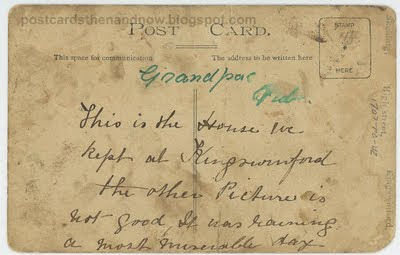 postcardsthenandnow.blogspot.com
POST CARD.
STAMP
HERE
This space for communication
The address to be written here
Grandpac
This is the House we
kept at Kingswinford
the other Picture is
not good, It was raining
a most miserable day